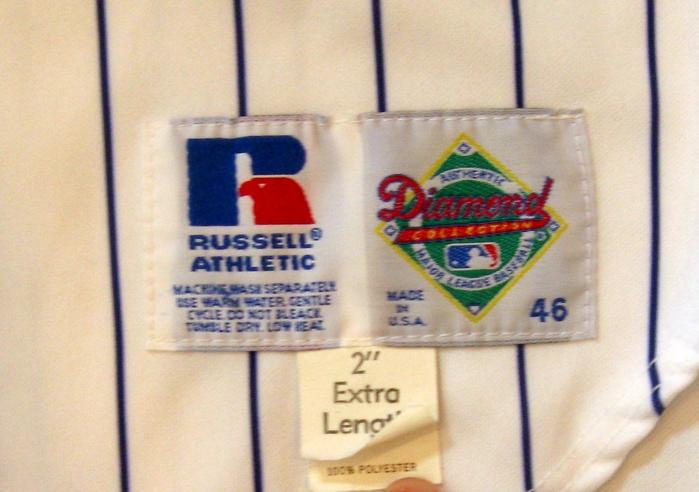 RUSSELL®
ATHLETIC
MACHINE WASH SEPARATELY
USE WARM WATER, GENTLE
CYCLE. DO NOT BLEACH.
TUMBLE DRY. LOW HEAT.
AUTHENTIC
Diamond
COLLECTION
MAJOR LEAGUE BASEBALL
MADE
IN
U.S.A.
46
2"
Extra
Length
100% POLYESTER